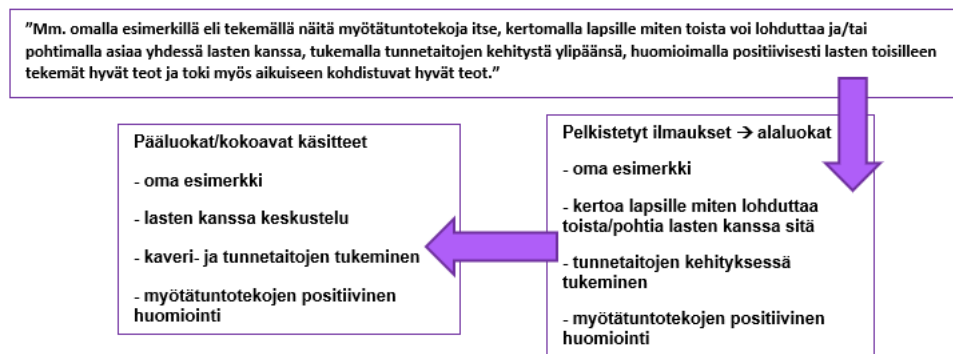 ”Mm. omalla esimerkillä eli tekemällä näitä myötätuntotekoja itse, kertomalla lapsille miten toista voi lohduttaa ja/tai
pohtimalla asiaa yhdessä lasten kanssa, tukemalla tunnetaitojen kehitystä ylipäänsä, huomioimalla positiivisesti lasten toisilleen
tekemät hyvät teot ja toki myös aikuiseen kohdistuvat hyvät teot.”
Pelkistetyt ilmaukset → alaluokat
- oma esimerkki
- kertoa lapsille miten lohduttaa
toista/pohtia lasten kanssa sitä
- tunnetaitojen kehityksessä
tukeminen
- myötätuntotekojen positiivinen
huomiointi
Pääluokat/kokoavat käsitteet
- oma esimerkki
- lasten kanssa keskustelu
- kaveri- ja tunnetaitojen tukeminen
- myötätuntotekojen positiivinen
huomiointi